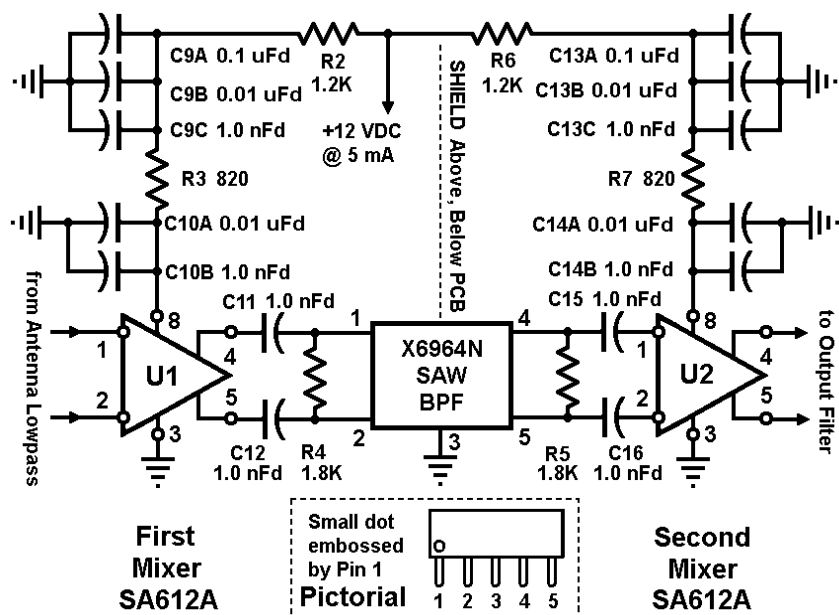 C9A 0.1 uFd
C9B 0.01 uFd
C9C 1.0 nFd
R2
1.2K
+12 VDC
@ 5 mA
R6
1.2K
C13A 0.1 uFd
C13B 0.01 uFd
C13C 1.0 nFd
SHIELD Above, Below PCB
R3 820
R7 820
C10A 0.01 uFd
C10B 1.0 nFd
C14A 0.01 uFd
C14B 1.0 nFd
from Antenna Lowpass
8
1
2
U1
4
5
3
C11 1.0 nFd
C12
1.0 nFd
R4
1.8K
1
2
X6964N
SAW
BPF
3
4
5
C15 1.0 nFd
R5
1.8K
C16
1.0 nFd
8
1
2
U2
4
5
3
to Output Filter
First
Mixer
SA612A
Small dot
embossed
by Pin 1
Pictorial
1 2 3 4 5
Second
Mixer
SA612A